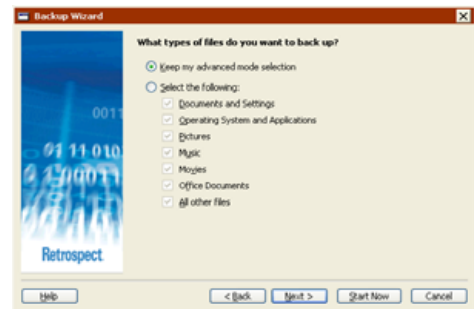 Backup Wizard
What types of files do you want to back up?
Keep my advanced mode selection
Select the following:
Documents and Settings
Operating System and Applications
Pictures
Music
Movies
Office Documents
All other files
Retrospect.
Help
< Back
Next >
Start Now
Cancel